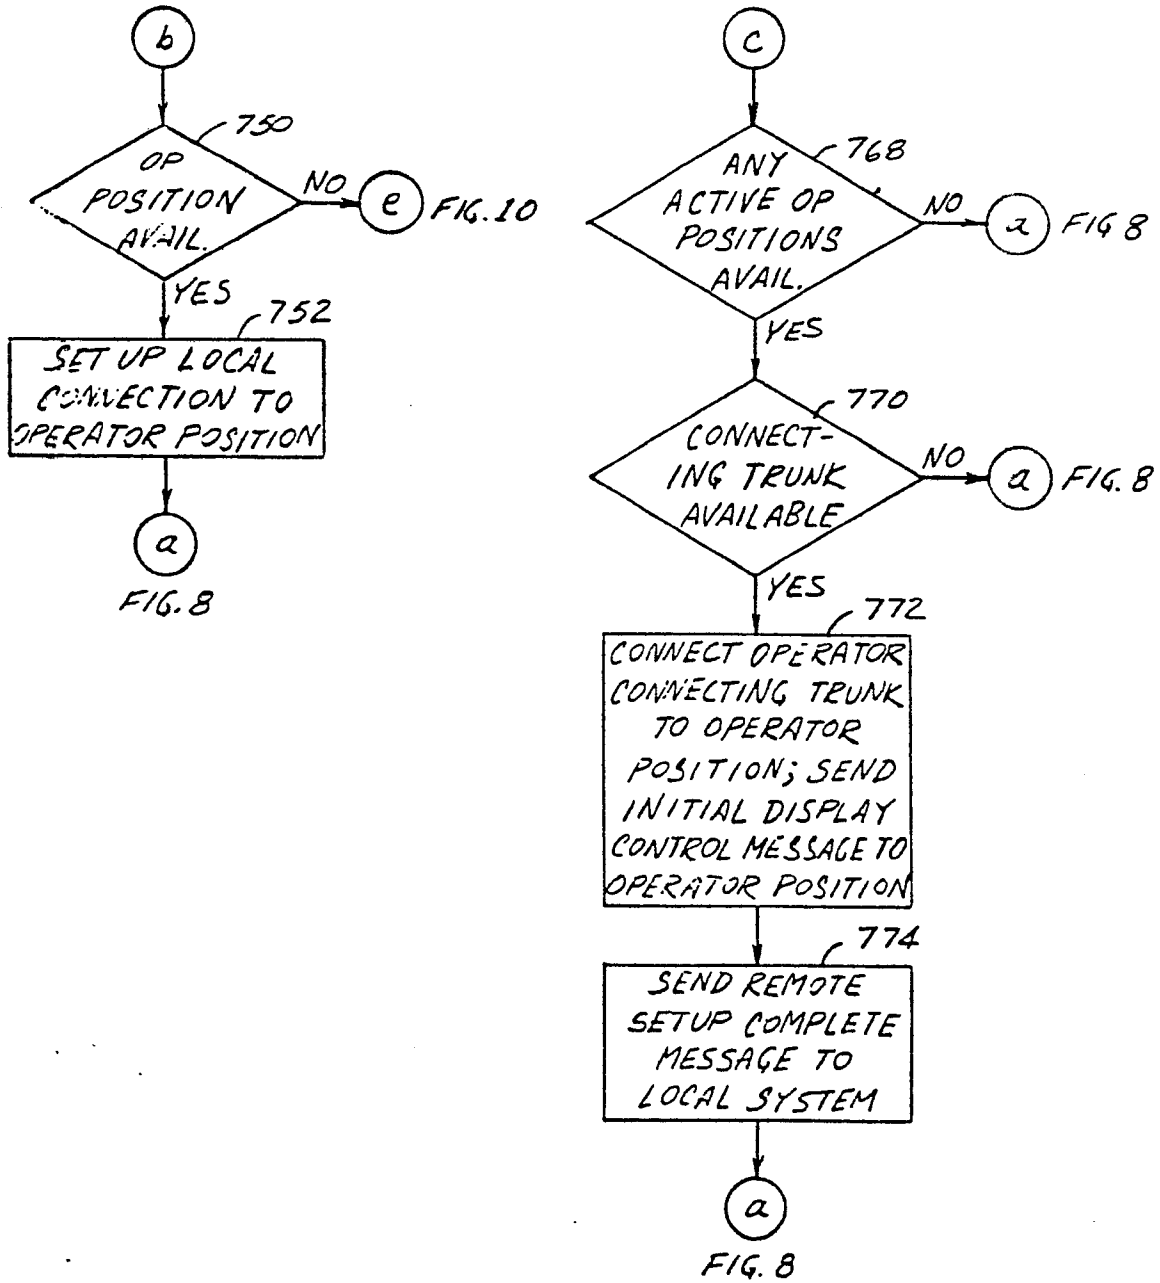 b
750
OP
POSITION
AVAIL.
NO
e
FIG. 10
YES
752
SET UP LOCAL
CONNECTION TO
OPERATOR POSITION
a
FIG. 8
c
768
ANY
ACTIVE OP
POSITIONS
AVAIL.
NO
a
FIG 8
YES
770
CONNECT-
ING TRUNK
AVAILABLE
NO
a
FIG. 8
YES
772
CONNECT OPERATOR
CONNECTING TRUNK
TO OPERATOR
POSITION; SEND
INITIAL DISPLAY
CONTROL MESSAGE TO
OPERATOR POSITION
774
SEND REMOTE
SETUP COMPLETE
MESSAGE TO
LOCAL SYSTEM
a
FIG. 8